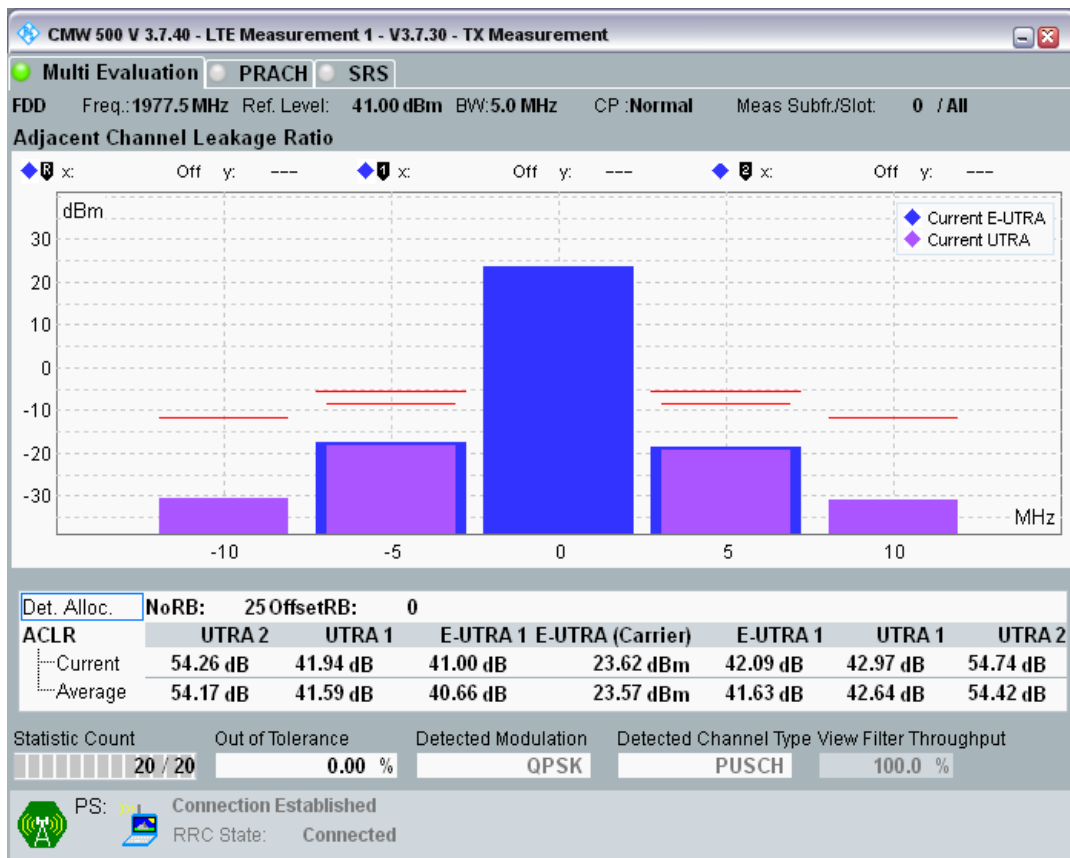 CMW 500 V 3.7.40 - LTE Measurement 1 - V3.7.30 - TX Measurement
Multi Evaluation PRACH SRS
FDD Freq.: 1977.5 MHz Ref. Level: 41.00 dBm BW: 5.0 MHz CP :Normal Meas Subfr./Slot: 0 / All
Adjacent Channel Leakage Ratio
R x: Off y: --- 1 x: Off y: --- 2 x: Off y: ---
dBm
Current E-UTRA
Current UTRA
30
20
10
0
-10
-20
-30
MHz
-10 -5 0 5 10
Det. Alloc. NoRB: 25 OffsetRB: 0
ACLR UTRA 2 UTRA 1 E-UTRA 1 E-UTRA (Carrier) E-UTRA 1 UTRA 1 UTRA 2
Current 54.26 dB 41.94 dB 41.00 dB 23.62 dBm 42.09 dB 42.97 dB 54.74 dB
Average 54.17 dB 41.59 dB 40.66 dB 23.57 dBm 41.63 dB 42.64 dB 54.42 dB
Statistic Count Out of Tolerance Detected Modulation Detected Channel Type View Filter Throughput
20 / 20 0.00 % QPSK PUSCH 100.0 %
PS: Connection Established
RRC State: Connected